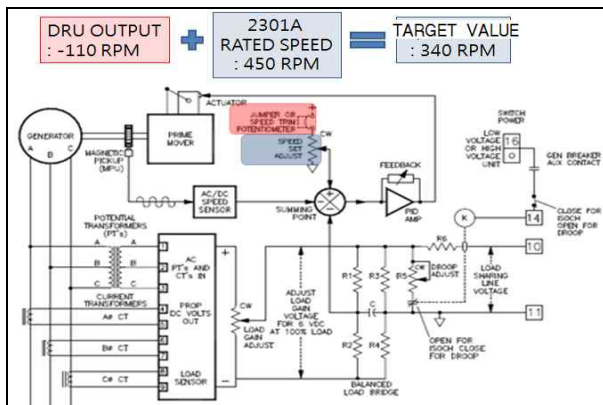 DRU OUTPUT
: -110 RPM
2301A
RATED SPEED
: 450 RPM
TARGET VALUE
: 340 RPM
ACTUATOR
JUMPER OR
SPEED TRIM
POTENTIOMETER
CW
SPEED
SET
ADJUST
SWITCH
POWER
LOW
VOLTAGE
OR HIGH
VOLTAGE
UNIT
16
GEN BREAKER
AUX CONTACT
GENERATOR
A B C
PRIME
MOVER
MAGNETIC
PICKUP
(MPU)
AC/DC
SPEED
SENSOR
SUMMING
POINT
FEEDBACK
PID
AMP
K
CLOSE FOR
ISOCH
OPEN FOR
DROOP
14
POTENTIAL
TRANSFORMERS
(PT's)
A A
B B
C C
1
2
3
AC
PT's AND
CT's IN
CURRENT
TRANSFORMERS
A# CT
4
5
PROP
DC VOLTS
OUT
B# CT
6
7
C# CT
8
9
LOAD
SENSOR
+
CW
LOAD
GAIN
ADJUST
ADJUST
LOAD
GAIN
VOLTAGE
FOR 6 VDC
AT 100% LOAD
R1
R3
R5
CW
DROOP
ADJUST
R6
C
R2
R4
BALANCED
LOAD BRIDGE
10
LOAD
SHARING
LINE
VOLTAGE
11
OPEN FOR
ISOCH CLOSE
FOR DROOP